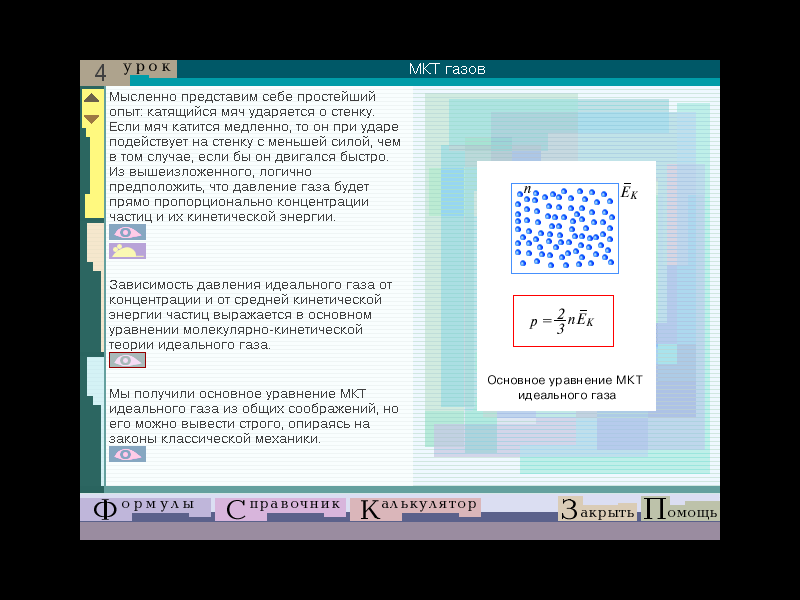 4 урок
МКТ газов
Мысленно представим себе простейший
опыт: катящийся мяч ударяется о стенку.
Если мяч катится медленно, то он при ударе
подействует на стенку с меньшей силой, чем
в том случае, если бы он двигался быстро.
Из вышеизложенного, логично
предположить, что давление газа будет
прямо пропорционально концентрации
частиц и их кинетической энергии.
Зависимость давления идеального газа от
концентрации и от средней кинетической
энергии частиц выражается в основном
уравнении молекулярно-кинетической
теории идеального газа.
Мы получили основное уравнение МКТ
идеального газа из общих соображений, но
его можно вывести строго, опираясь на
законы классической механики.
n
E̅_K
p = 2/3 nE̅_K
Основное уравнение МКТ
идеального газа
Формулы Справочник Калькулятор Закрыть Помощь